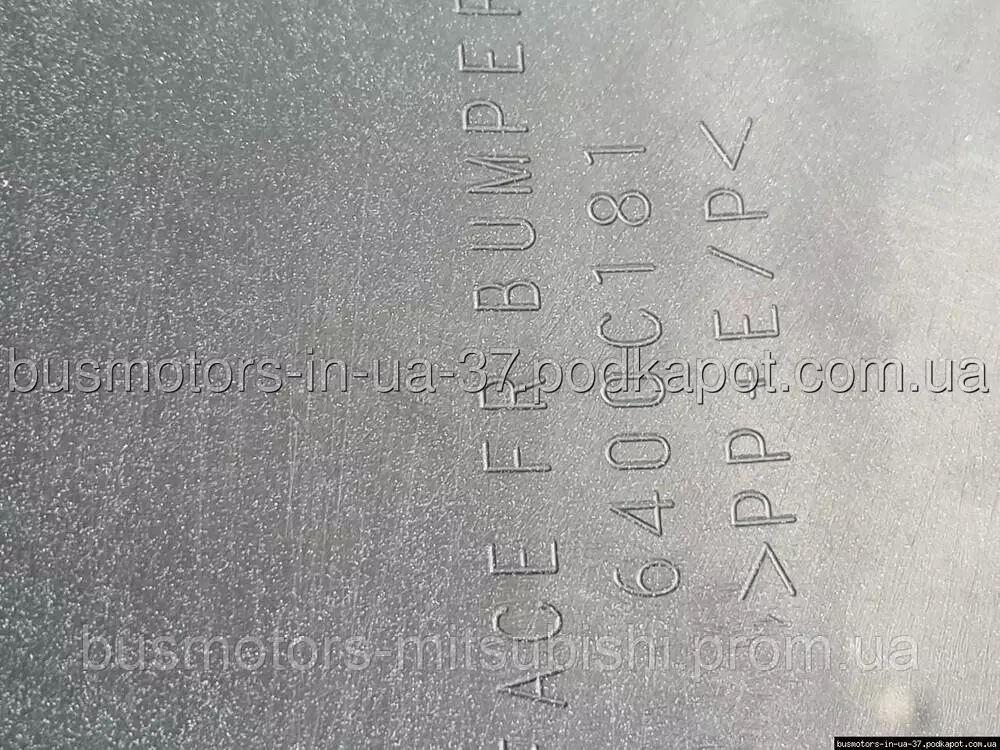 FACE FR BUMPER
6400C181
>PP+E/P<
busmotors-in-ua-37.podkapot.com.ua
busmotors-mitsubishi.prom.ua
busmotors-in-ua-37.podkapot.com.ua